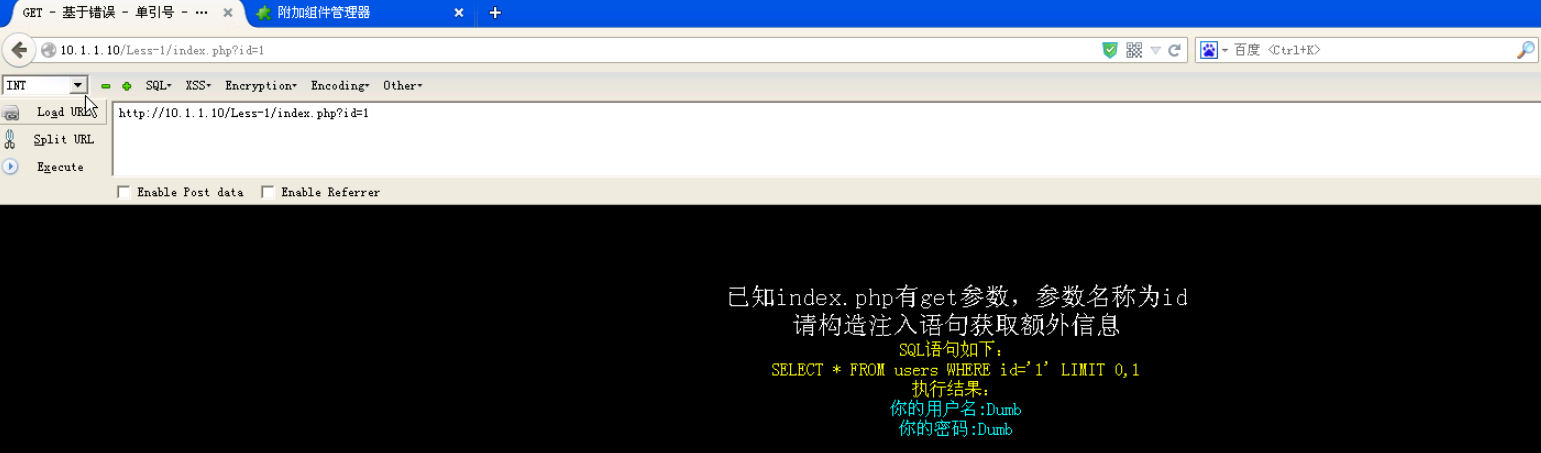 GET - 基于错误 - 单引号 - ...
附加组件管理器
10.1.1.10/Less-1/index.php?id=1
百度 <Ctrl+K>
INT SQL XSS Encryption Encoding Other
Load URL
http://10.1.1.10/Less-1/index.php?id=1
Split URL
Execute
Enable Post data Enable Referrer
已知index.php有get参数，参数名称为id
请构造注入语句获取额外信息
SQL语句如下：
SELECT * FROM users WHERE id='1' LIMIT 0,1
执行结果：
你的用户名:Dumb
你的密码:Dumb